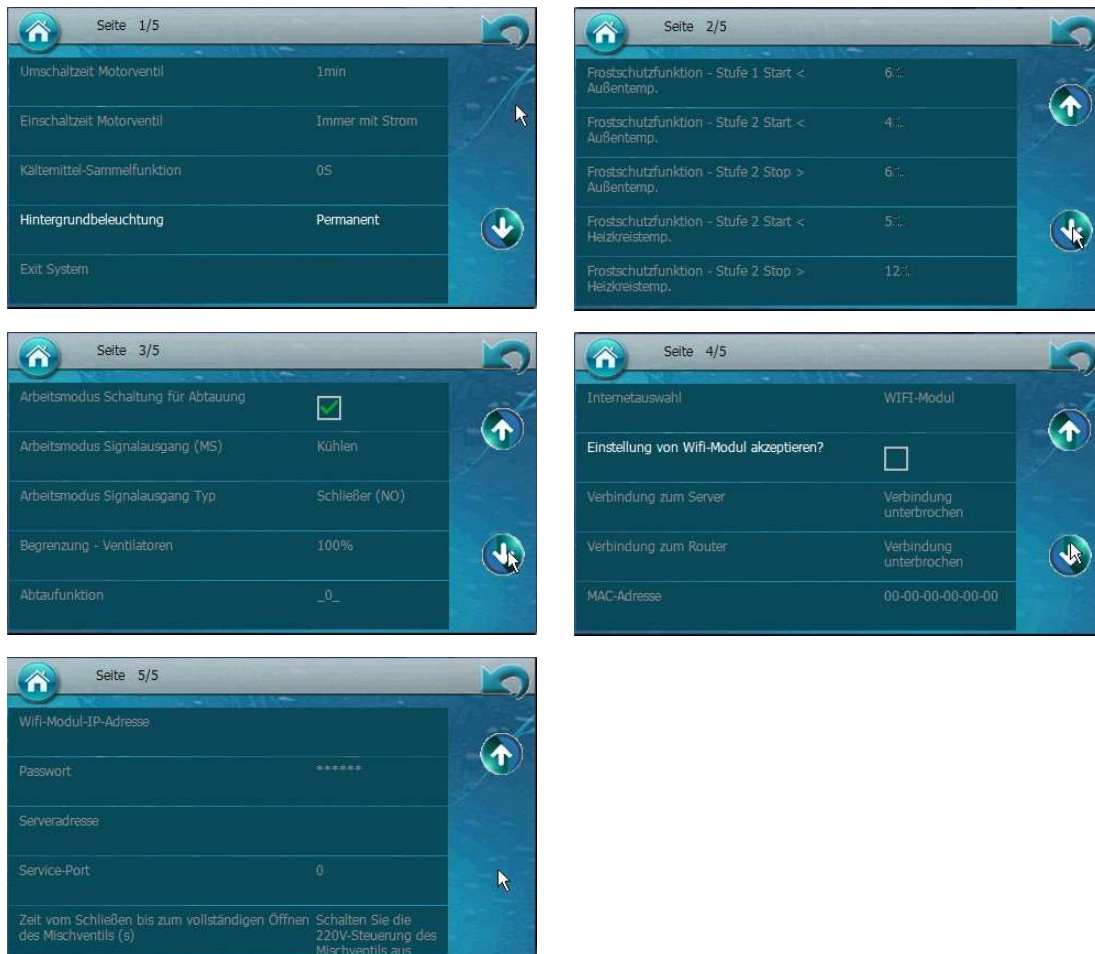 Seite 1/5
Umschaltzeit Motorventil 1min
Einschaltzeit Motorventil Immer mit Strom
Kältemittel-Sammelfunktion 0S
Hintergrundbeleuchtung Permanent
Exit System
Seite 2/5
Frostschutzfunktion - Stufe 1 Start < 6
Außentemp.
Frostschutzfunktion - Stufe 2 Start < 4
Außentemp.
Frostschutzfunktion - Stufe 2 Stop > 6
Außentemp.
Frostschutzfunktion - Stufe 2 Start < 5
Heizkreistemp.
Frostschutzfunktion - Stufe 2 Stop > 12
Heizkreistemp.
Seite 3/5
Arbeitsmodus Schaltung für Abtauung
Arbeitsmodus Signalausgang (MS) Kühlen
Arbeitsmodus Signalausgang Typ Schließer (NO)
Begrenzung - Ventilatoren 100%
Abtaufunktion _0_
Seite 4/5
Internetauswahl WIFI-Modul
Einstellung von Wifi-Modul akzeptieren?
Verbindung zum Server Verbindung
unterbrochen
Verbindung zum Router Verbindung
unterbrochen
MAC-Adresse 00-00-00-00-00-00
Seite 5/5
Wifi-Modul-IP-Adresse
Passwort ******
Serveradresse
Service-Port 0
Zeit vom Schließen bis zum vollständigen Öffnen Schalten Sie die
des Mischventils (s) 220V-Steuerung des
Mischventils aus